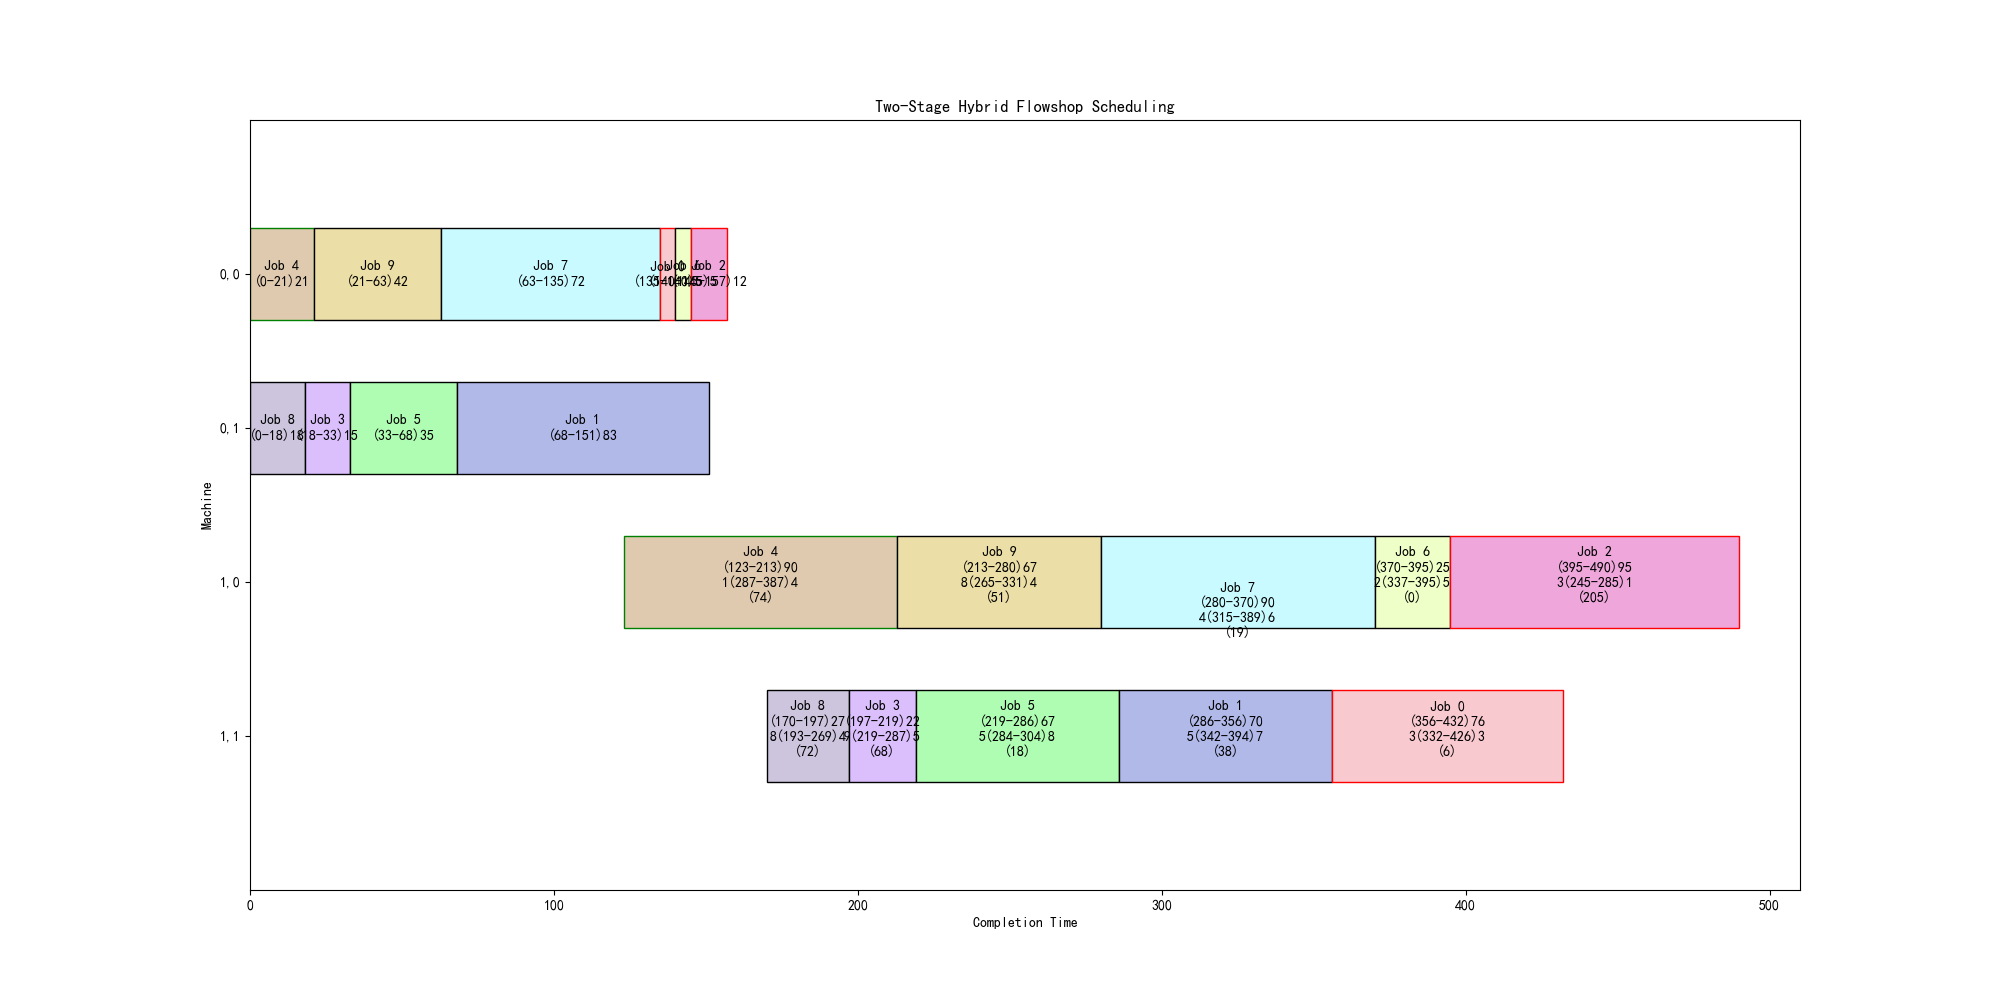 Two-Stage Hybrid Flowshop Scheduling
0,0
Job 4
(0-21)21
Job 9
(21-63)42
Job 7
(63-135)72
Job 2
0,1
Job 8
(0-18)18
Job 3
(18-33)15
Job 5
(33-68)35
Job 1
(68-151)83
Machine
1,0
Job 4
(123-213)90
1(287-387)4
(74)
Job 9
(213-280)67
8(265-331)4
(51)
Job 7
(280-370)90
4(315-389)6
(19)
Job 6
(370-395)25
2(337-395)5
(0)
Job 2
(395-490)95
3(245-285)1
(205)
1,1
Job 8
(170-197)27
8(193-269)4
(72)
Job 3
(197-219)22
(219-287)5
(68)
Job 5
(219-286)67
5(284-304)8
(18)
Job 1
(286-356)70
5(342-394)7
(38)
Job 0
(356-432)76
3(332-426)3
(6)
0 100 200 300 400 500
Completion Time